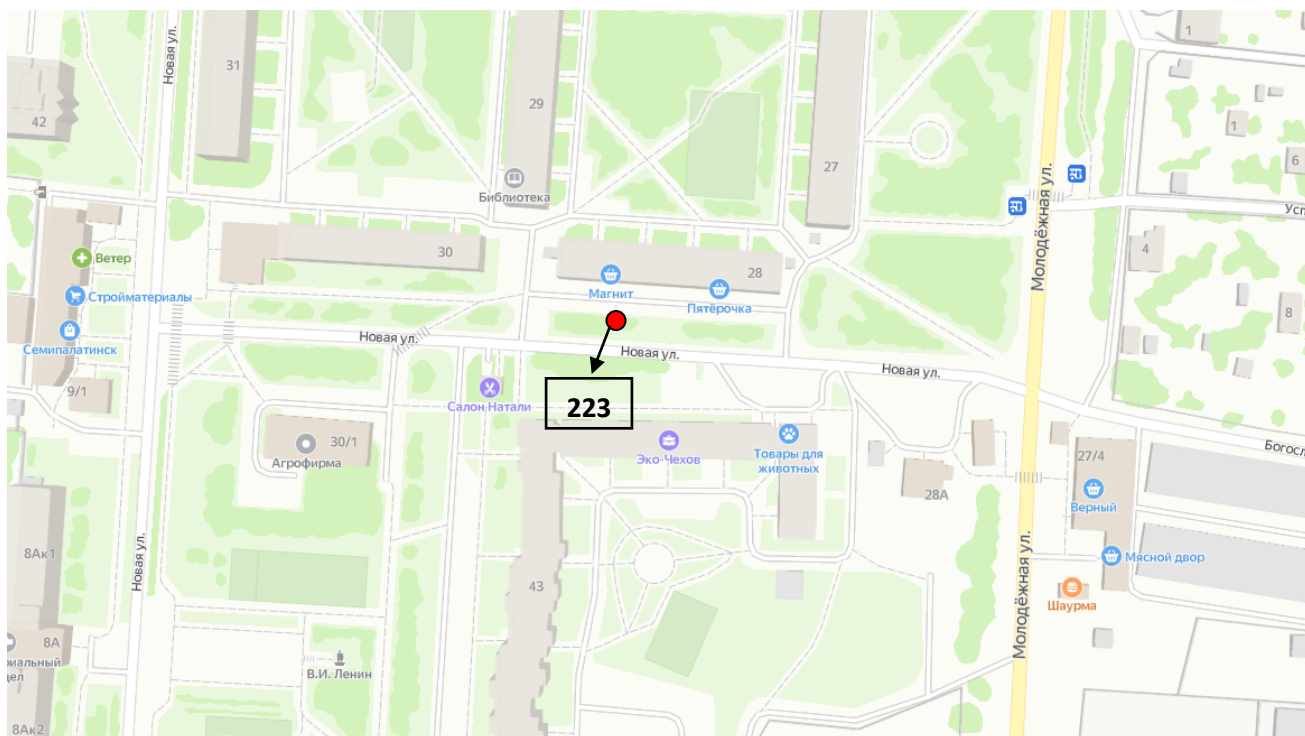 1
Новая ул.
31
29
42
1
27
6
Библиотека
Молодёжная ул.
Усп
Ветер
30
4
28
Стройматериалы
Магнит
Пятёрочка
8
Новая ул.
Семипалатинск
Новая ул.
Новая ул.
9/1
Салон Натали
223
30/1
Агрофирма
Эко-Чехов
Товары для
животных
27/4
Богосл
28А
Верный
8Ак1
Новая ул.
Мясной двор
43
Молодёжная ул.
Шаурма
8А
риальный
дел
В.И. Ленин
8Ак2